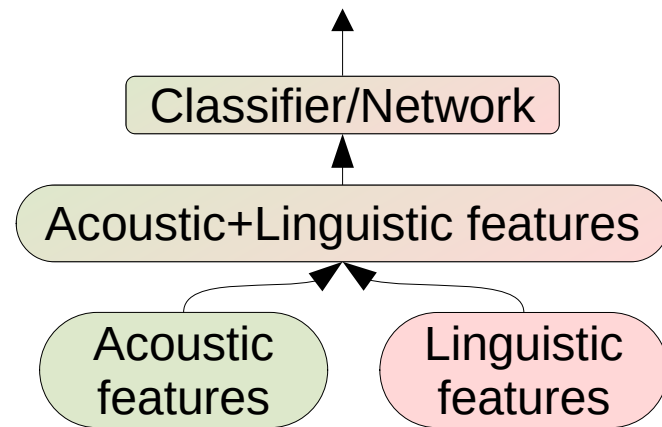 Classifier/Network
Acoustic+Linguistic features
Acoustic
features
Linguistic
features